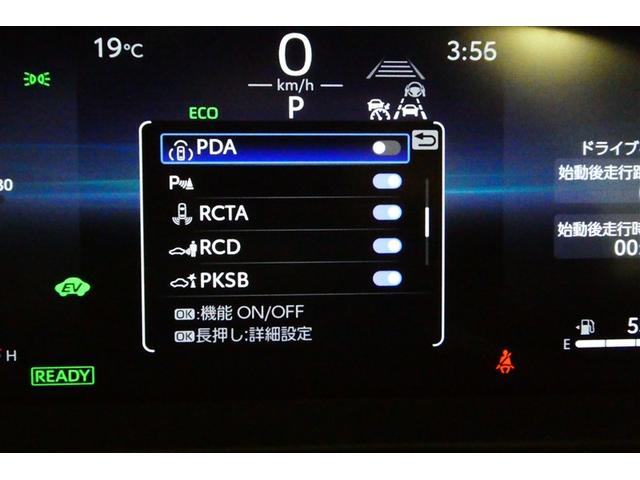 19°C
0
km/h
3:56
ECO
P
PDA
P
RCTA
RCD
PKSB
OK:機能 ON/OFF
OK長押し:詳細設定
EV
READY
H
30
ドライブ
始動後走行
始動後走行時
00:
E